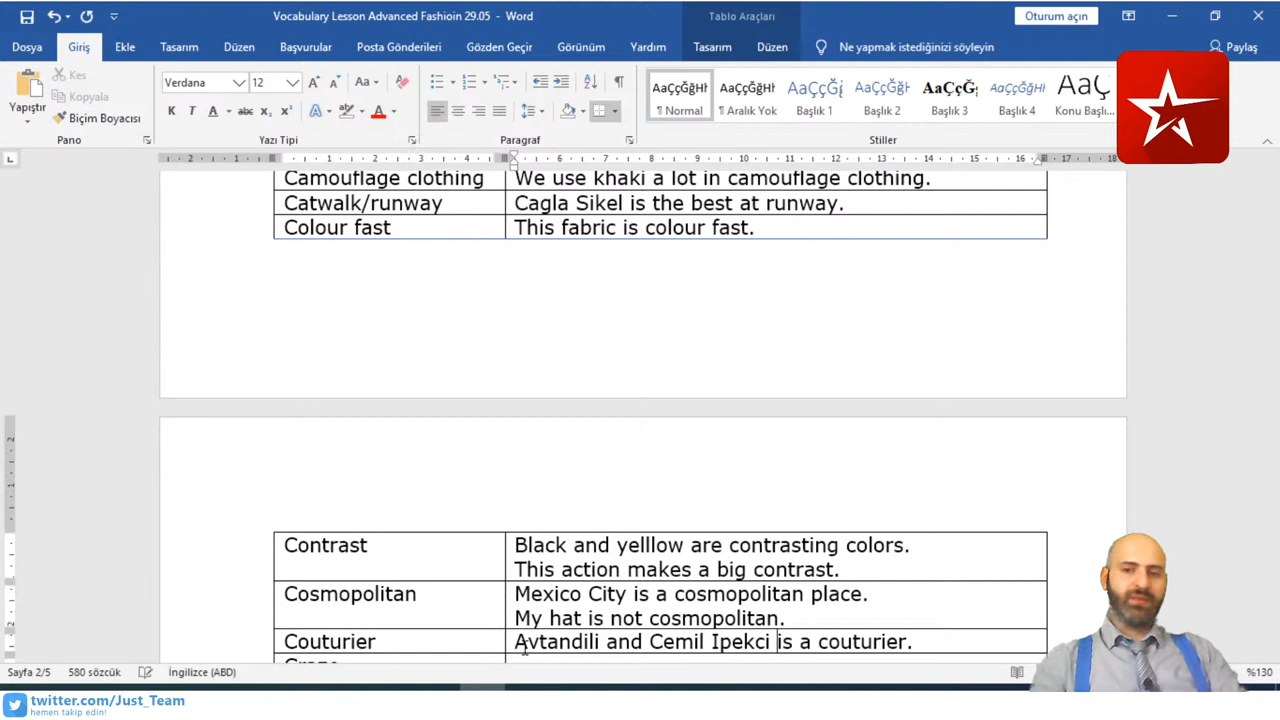 Vocabulary Lesson Advanced Fashioin 29.05 - Word
Tablo Araçları
Oturum açın
Dosya Giriş Ekle Tasarım Düzen Başvurular Posta Gönderileri Gözden Geçir Görünüm Yardım Tasarım Düzen Ne yapmak istediğinizi söyleyin Paylaş
Yapıştır
Kes
Kopyala
Biçim Boyacısı
Verdana 12
AaÇçĞğHł AaÇçĞğHł AaÇçĞğl AaÇçĞğH AaÇçĞğ AaÇçĞğHł AaÇç
¶ Normal ¶ Aralık Yok Başlık 1 Başlık 2 Başlık 3 Başlık 4 Konu Başlı...
Pano Yazı Tipi Paragraf Stiller
Camouflage clothing We use khaki a lot in camouflage clothing.
Catwalk/runway Cagla Sikel is the best at runway.
Colour fast This fabric is colour fast.
Contrast Black and yelllow are contrasting colors.
This action makes a big contrast.
Cosmopolitan Mexico City is a cosmopolitan place.
My hat is not cosmopolitan.
Couturier Avtandili and Cemil Ipekci is a couturier.
Sayfa 2/5 580 sözcük İngilizce (ABD) %130
twitter.com/Just_Team
hemen takip edin!